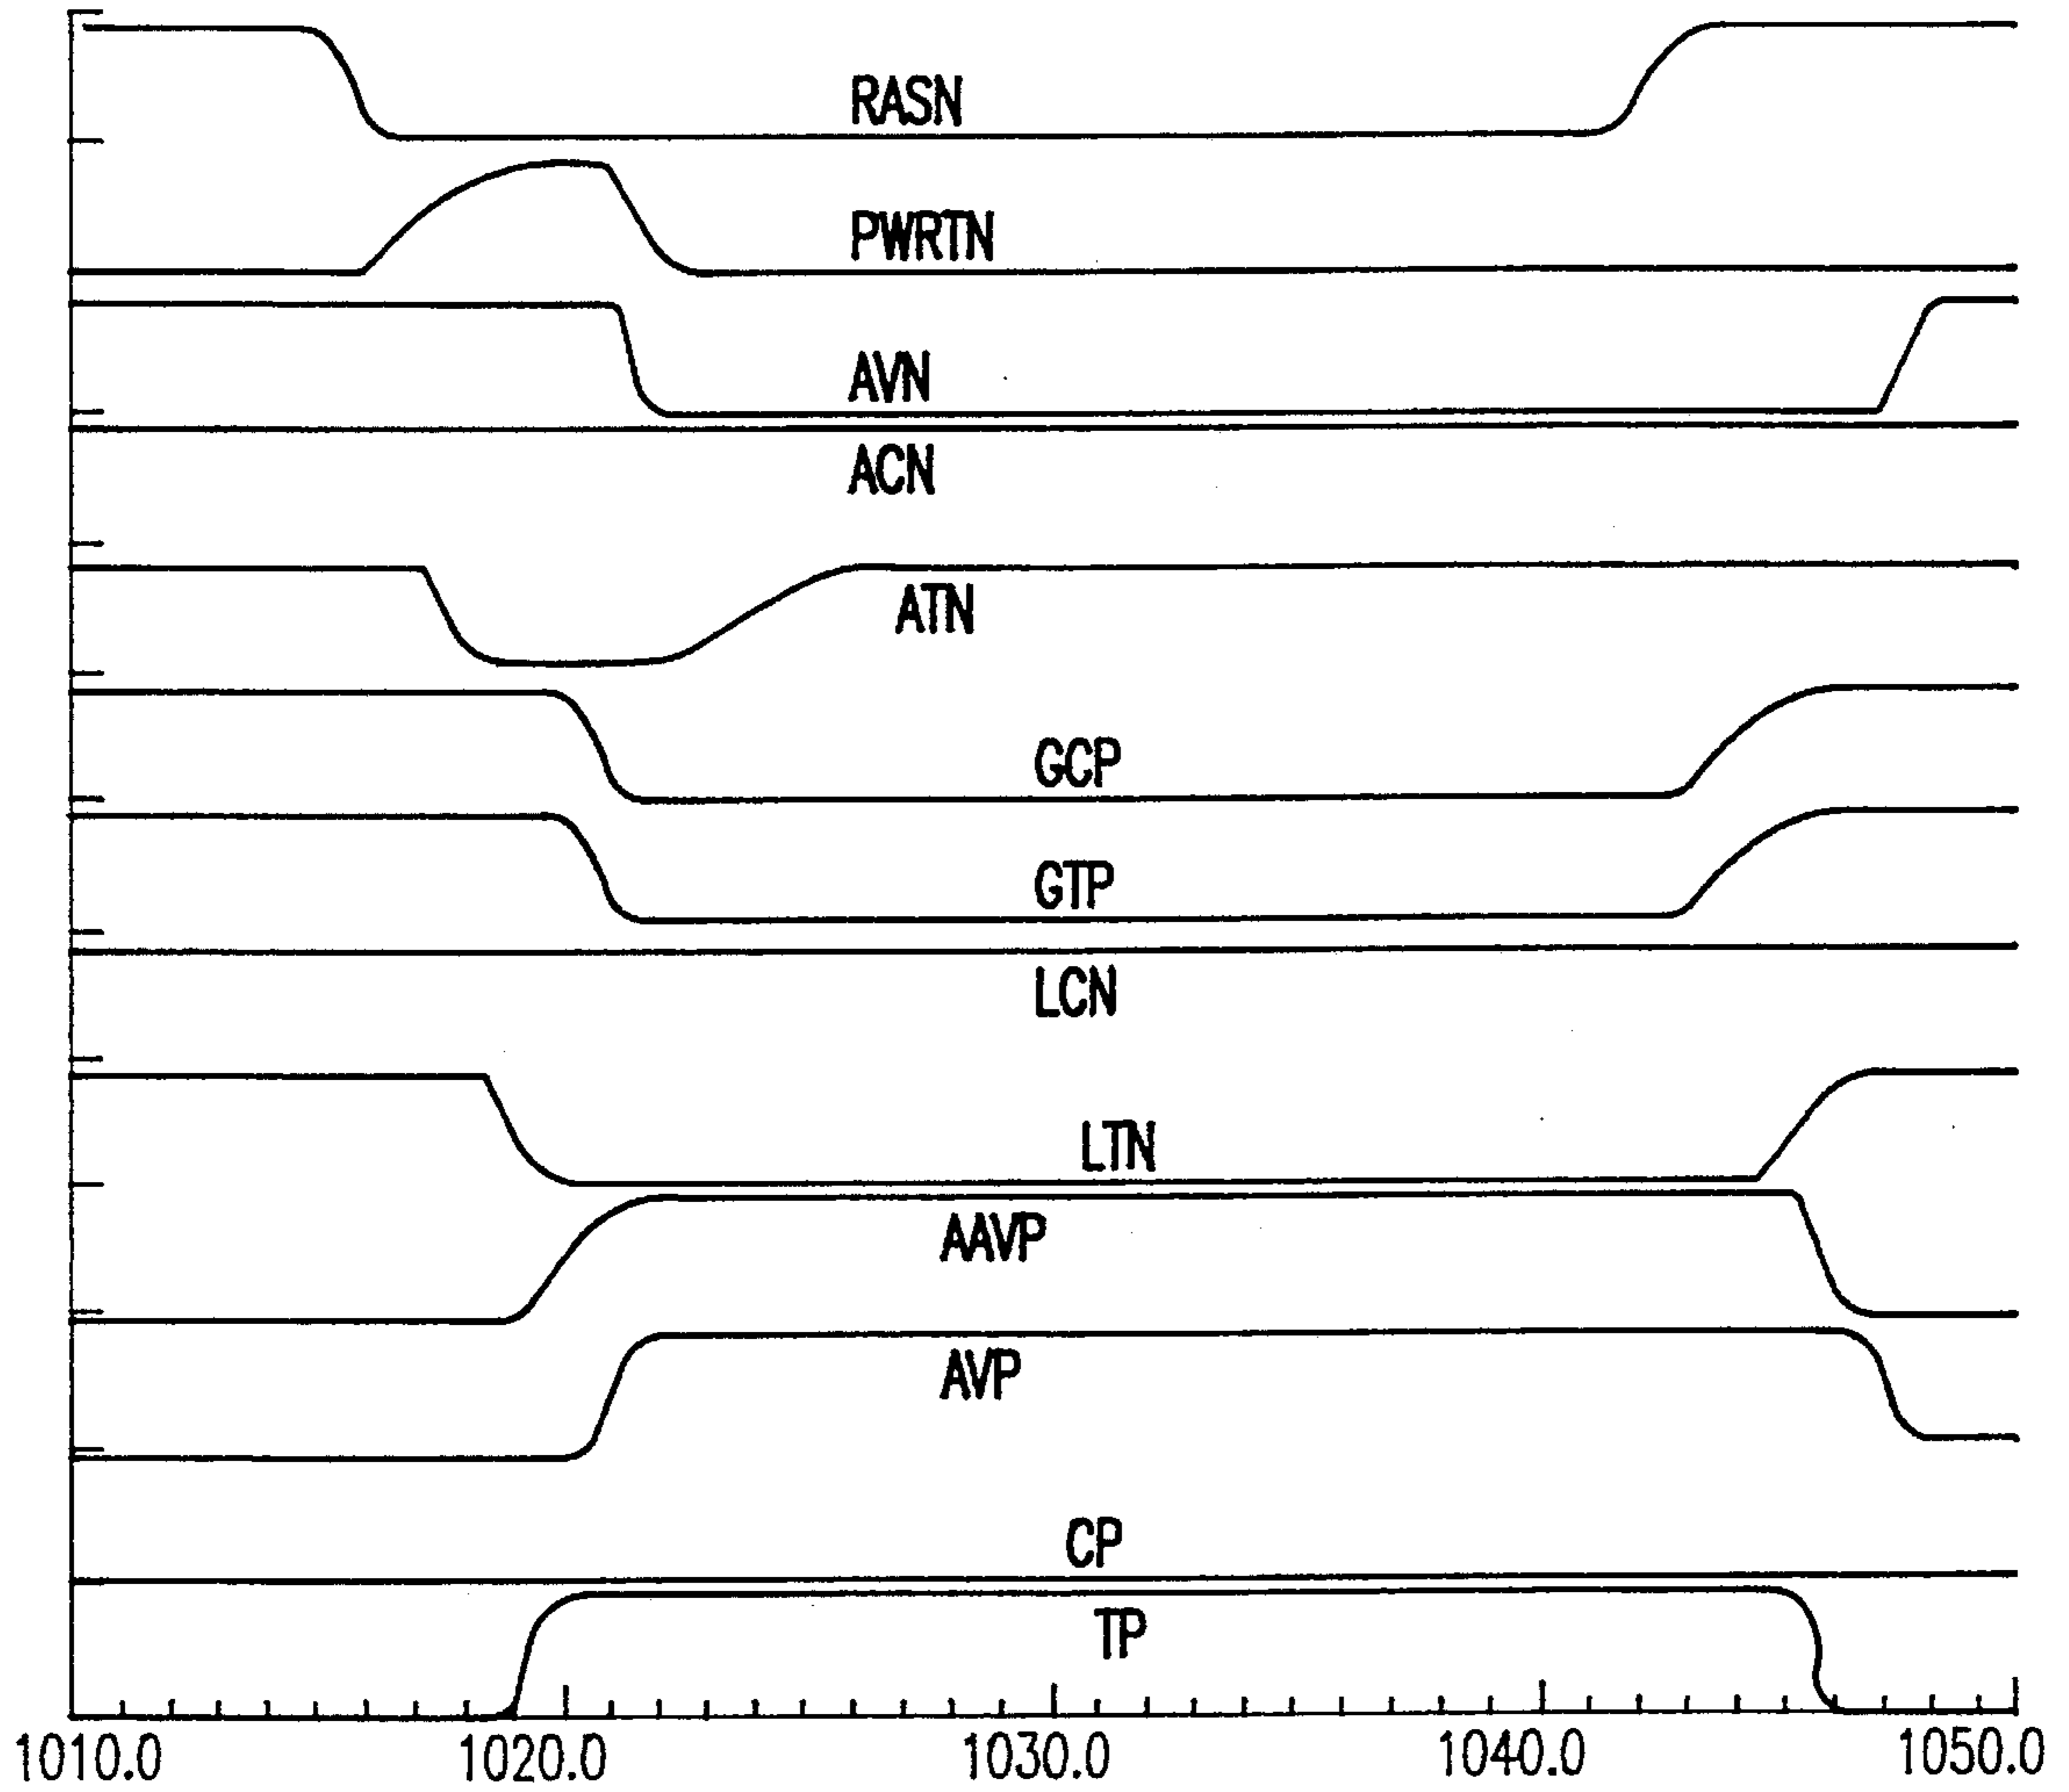 RASN
PWRTN
AVN
ACN
ATN
GCP
GTP
LCN
LTN
AAVP
AVP
CP
TP
1010.0 1020.0 1030.0 1040.0 1050.0